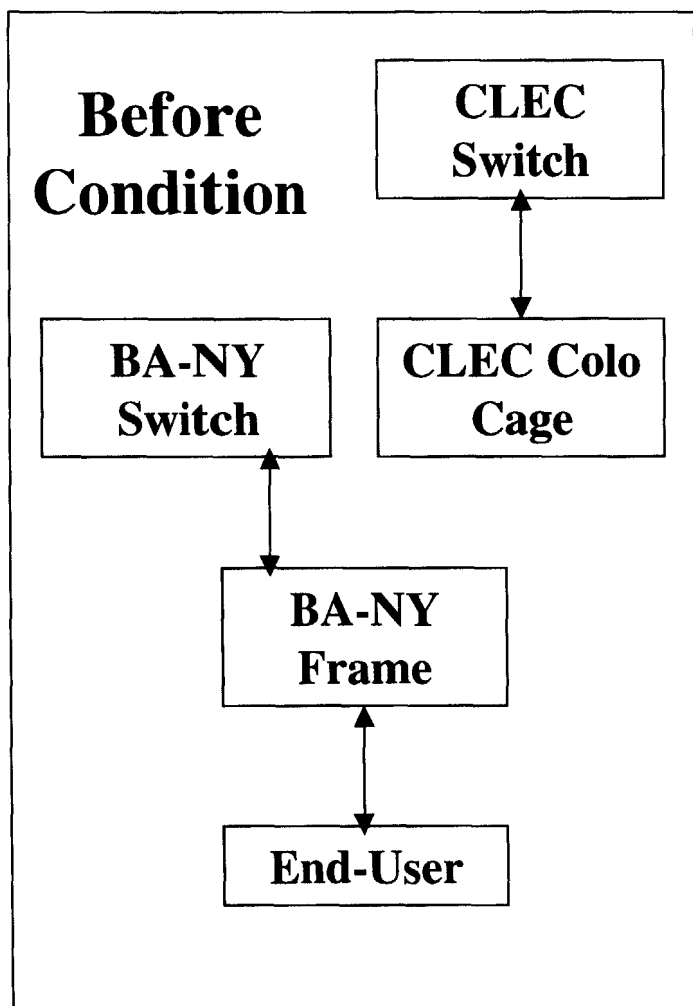 Before
Condition
CLEC
Switch
BA-NY
Switch
CLEC Colo
Cage
BA-NY
Frame
End-User